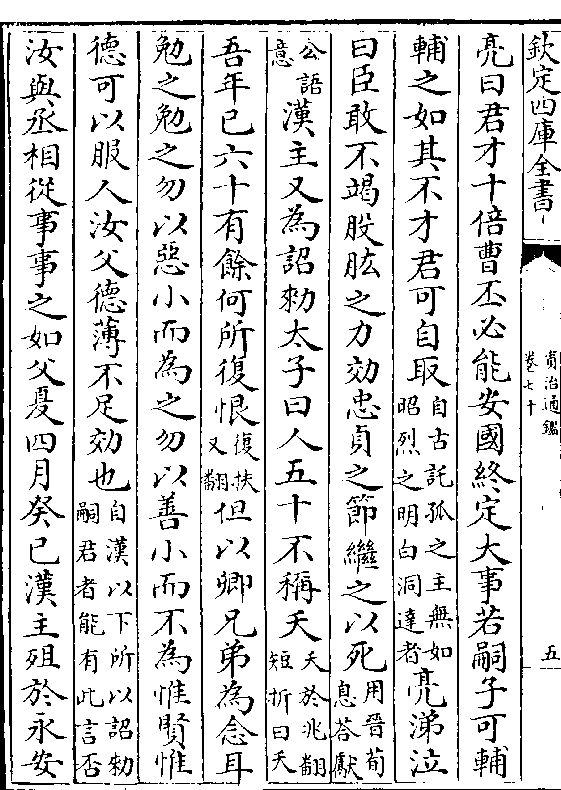 欽定四庫全書
資治通鑑
卷七十
五
亮曰君才十倍曹丕必能安國終定大事若嗣子可輔
輔之如其不才君可自取自古託孤之主無如昭烈之明白洞達者亮涕泣
曰臣敢不竭股肱之力効忠貞之節繼之以死用晉荀息荅獻
公語意漢主又為詔勑太子曰人五十不稱夭夭於兆翻短折曰夭
吾年已六十有餘何所復恨復扶又翻但以卿兄弟為念耳
勉之勉之勿以惡小而為之勿以善小而不為惟賢惟
德可以服人汝父德薄不足効也自漢以下所以詔勑嗣君者能有此言否
汝與丞相從事事之如父夏四月癸巳漢主殂於永安